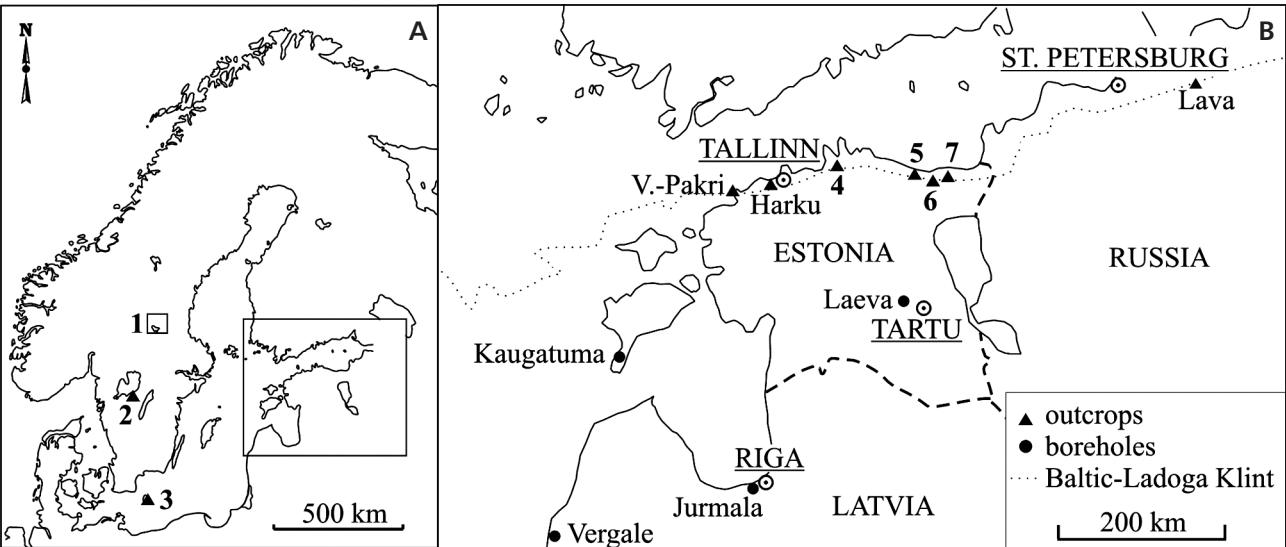 N
A
1
2
3
500 km
B
ST. PETERSBURG
Lava
TALLINN
5
7
V.-Pakri
4
6
Harku
ESTONIA
RUSSIA
Laeva
TARTU
Kaugatuma
outcrops
boreholes
RIGA
Baltic-Ladoga Klint
Jurmala
LATVIA
200 km
Vergale